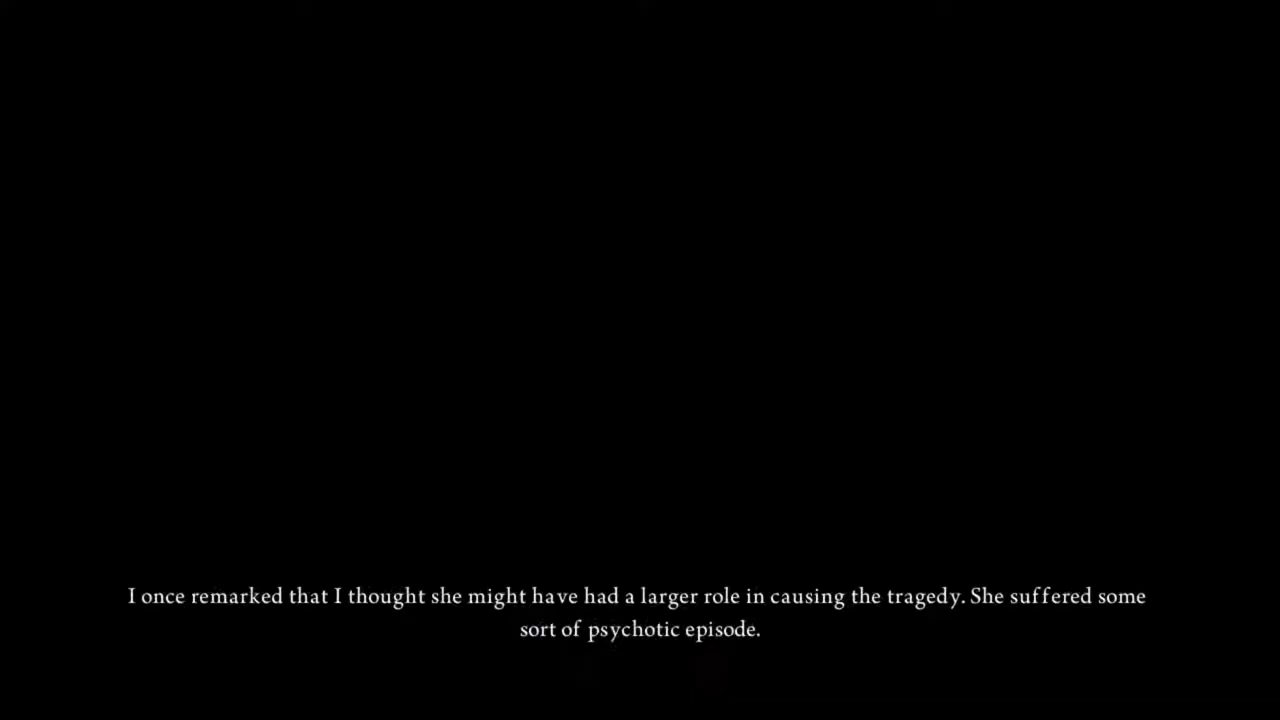 I once remarked that I thought she might have had a larger role in causing the tragedy. She suffered some
sort of psychotic episode.